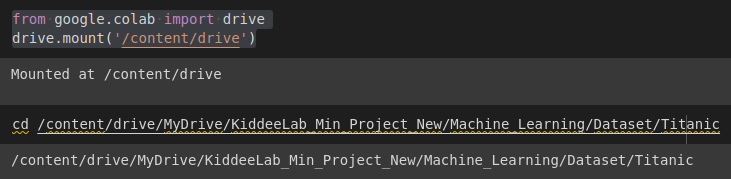 from google.colab import drive
drive.mount('/content/drive')
Mounted at /content/drive
cd /content/drive/MyDrive/KiddeeLab_Min_Project_New/Machine_Learning/Dataset/Titanic
/content/drive/MyDrive/KiddeeLab_Min_Project_New/Machine_Learning/Dataset/Titanic